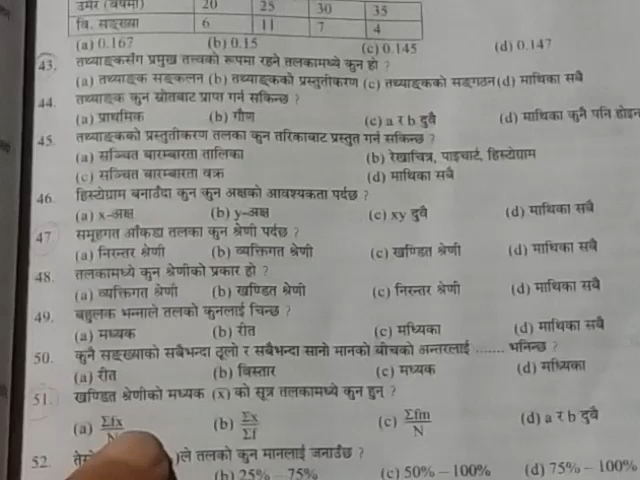 उमेर (वर्षमा) 20 25 30 35
वि. सङ्ख्या 6 11 7 4
(a) 0.167 (b) 0.15 (c) 0.145 (d) 0.147
43. तथ्याङ्कसँग प्रमुख तत्त्वको रूपमा रहने तलकामध्ये कुन हो ?
(a) तथ्याङ्क सङ्कलन (b) तथ्याङ्कको प्रस्तुतीकरण (c) तथ्याङ्कको सङ्गठन (d) माथिका सबै
44. तथ्याङ्क कुन स्रोतबाट प्राप्त गर्न सकिन्छ ?
(a) प्राथमिक (b) गौण (c) a र b दुवै (d) माथिका कुनै पनि होइन
45. तथ्याङ्कको प्रस्तुतीकरण तलका कुन तरिकाबाट प्रस्तुत गर्न सकिन्छ ?
(a) सञ्चित बारम्बारता तालिका (b) रेखाचित्र, पाइचार्ट, हिस्टोग्राम
(c) सञ्चित बारम्बारता वक्र (d) माथिका सबै
46. हिस्टोग्राम बनाउँदा कुन कुन अक्षको आवश्यकता पर्दछ ?
(a) x-अक्ष (b) y-अक्ष (c) xy दुवै (d) माथिका सबै
47. समूहगत आँकडा तलका कुन श्रेणी पर्दछ ?
(a) निरन्तर श्रेणी (b) व्यक्तिगत श्रेणी (c) खण्डित श्रेणी (d) माथिका सबै
48. तलकामध्ये कुन श्रेणीको प्रकार हो ?
(a) व्यक्तिगत श्रेणी (b) खण्डित श्रेणी (c) निरन्तर श्रेणी (d) माथिका सबै
49. बहुलक भन्नाले तलको कुनलाई चिन्छ ?
(a) मध्यक (b) रीत (c) मध्यिका (d) माथिका सबै
50. कुनै सङ्ख्याको सबैभन्दा ठूलो र सबैभन्दा सानो मानको बीचको अन्तरलाई ....... भनिन्छ ?
(a) रीत (b) विस्तार (c) मध्यक (d) मध्यिका
51. खण्डित श्रेणीको मध्यक (x) को सूत्र तलकामध्ये कुन हुन् ?
(a) Σfx/N (b) Σx/Σf (c) Σfm/N (d) a र b दुवै
52. )ले तलको कुन मानलाई जनाउँछ ?
(b) 25% – 75% (c) 50% – 100% (d) 75% – 100%